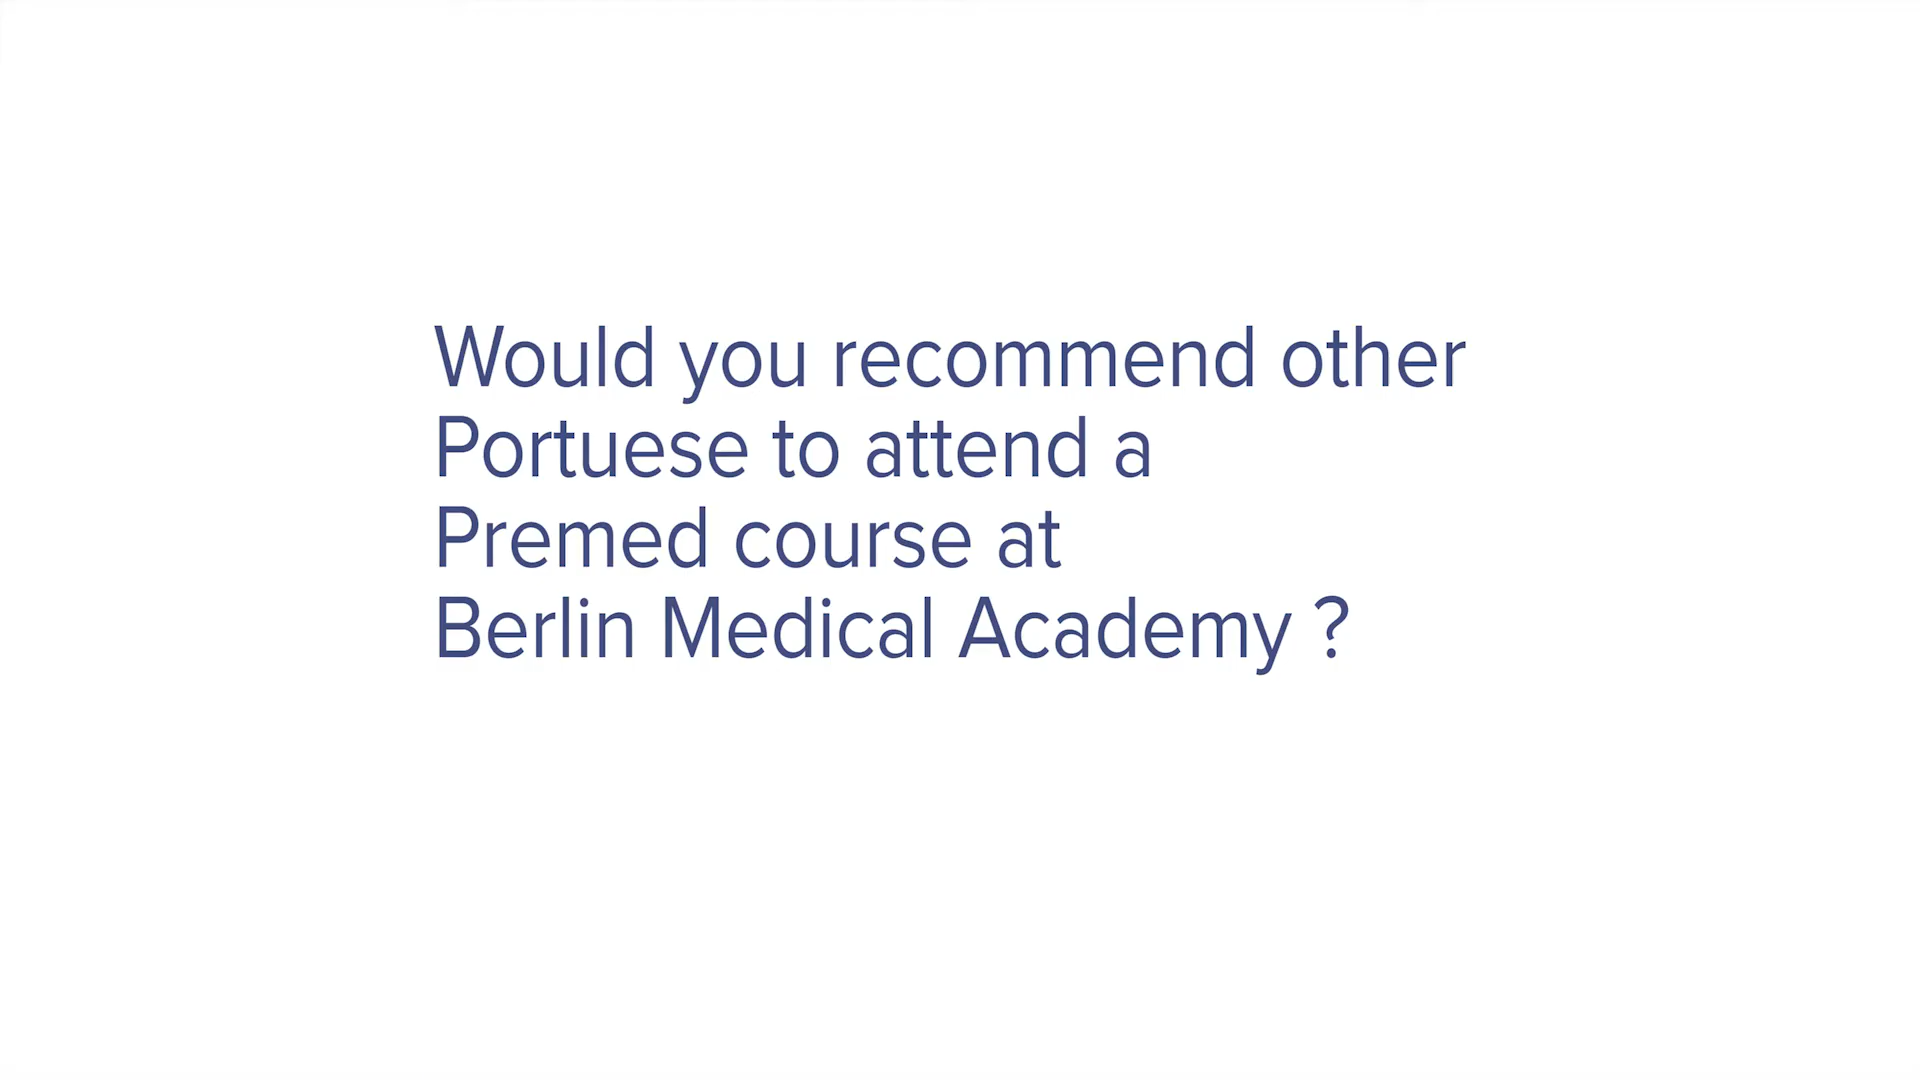 Would you recommend other
Portuese to attend a
Premed course at
Berlin Medical Academy ?